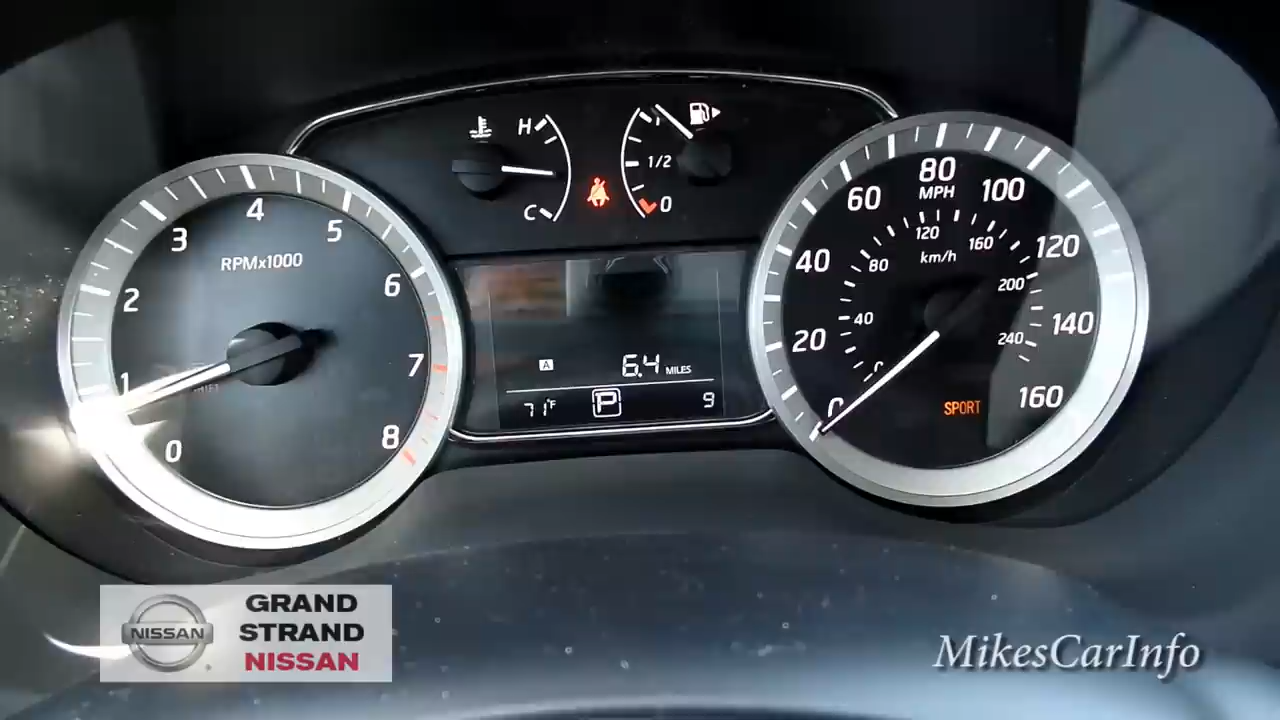 H
1/2
C
0
0
1
2
3
4
5
6
7
8
RPMx1000
A
6.4 MILES
71°F
P
9
0
20
40
60
80
100
120
140
160
MPH
40
80
120
160
200
240
km/h
SPORT
NISSAN
GRAND
STRAND
NISSAN
MikesCarInfo